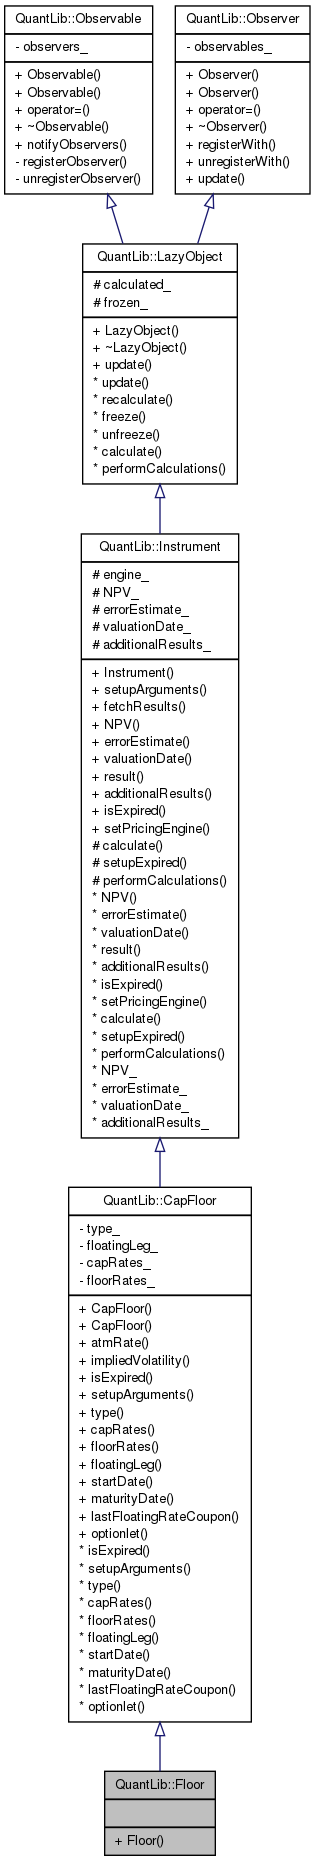 QuantLib::Observable
- observers_
+ Observable()
+ Observable()
+ operator=()
+ ~Observable()
+ notifyObservers()
- registerObserver()
- unregisterObserver()
QuantLib::Observer
- observables_
+ Observer()
+ Observer()
+ operator=()
+ ~Observer()
+ registerWith()
+ unregisterWith()
+ update()
QuantLib::LazyObject
# calculated_
# frozen_
+ LazyObject()
+ ~LazyObject()
+ update()
* update()
* recalculate()
* freeze()
* unfreeze()
* calculate()
* performCalculations()
QuantLib::Instrument
# engine_
# NPV_
# errorEstimate_
# valuationDate_
# additionalResults_
+ Instrument()
+ setupArguments()
+ fetchResults()
+ NPV()
+ errorEstimate()
+ valuationDate()
+ result()
+ additionalResults()
+ isExpired()
+ setPricingEngine()
# calculate()
# setupExpired()
# performCalculations()
* NPV()
* errorEstimate()
* valuationDate()
* result()
* additionalResults()
* isExpired()
* setPricingEngine()
* calculate()
* setupExpired()
* performCalculations()
* NPV_
* errorEstimate_
* valuationDate_
* additionalResults_
QuantLib::CapFloor
- type_
- floatingLeg_
- capRates_
- floorRates_
+ CapFloor()
+ CapFloor()
+ atmRate()
+ impliedVolatility()
+ isExpired()
+ setupArguments()
+ type()
+ capRates()
+ floorRates()
+ floatingLeg()
+ startDate()
+ maturityDate()
+ lastFloatingRateCoupon()
+ optionlet()
* isExpired()
* setupArguments()
* type()
* capRates()
* floorRates()
* floatingLeg()
* startDate()
* maturityDate()
* lastFloatingRateCoupon()
* optionlet()
QuantLib::Floor
+ Floor()